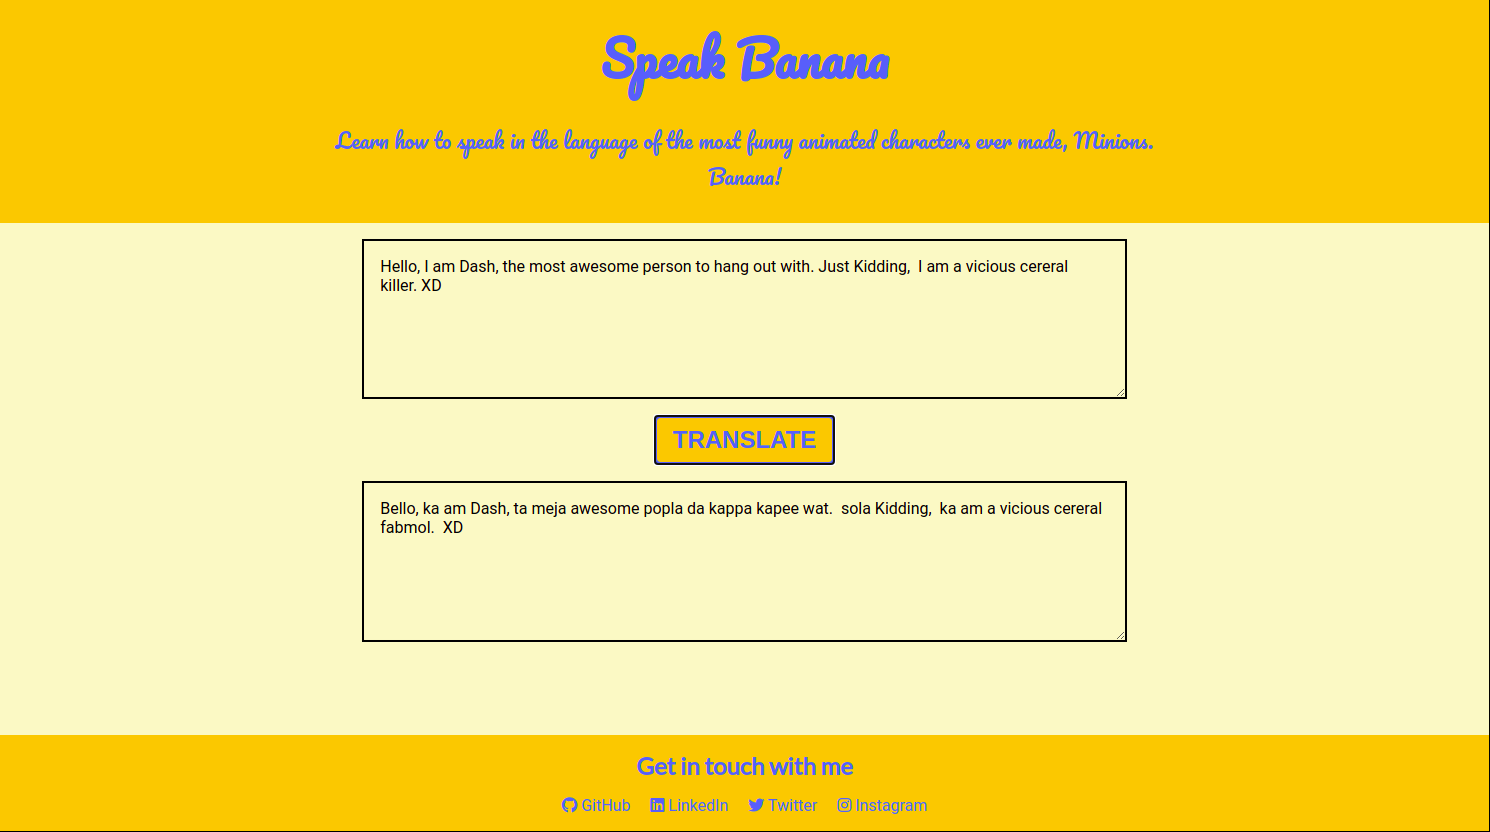 Speak Banana
Learn how to speak in the language of the most funny animated characters ever made, Minions.
Banana!
Hello, I am Dash, the most awesome person to hang out with. Just Kidding,  I am a vicious cereral
killer. XD
TRANSLATE
Bello, ka am Dash, ta meja awesome popla da kappa kapee wat.  sola Kidding,  ka am a vicious cereral
fabmol.  XD
Get in touch with me
GitHub LinkedIn Twitter Instagram